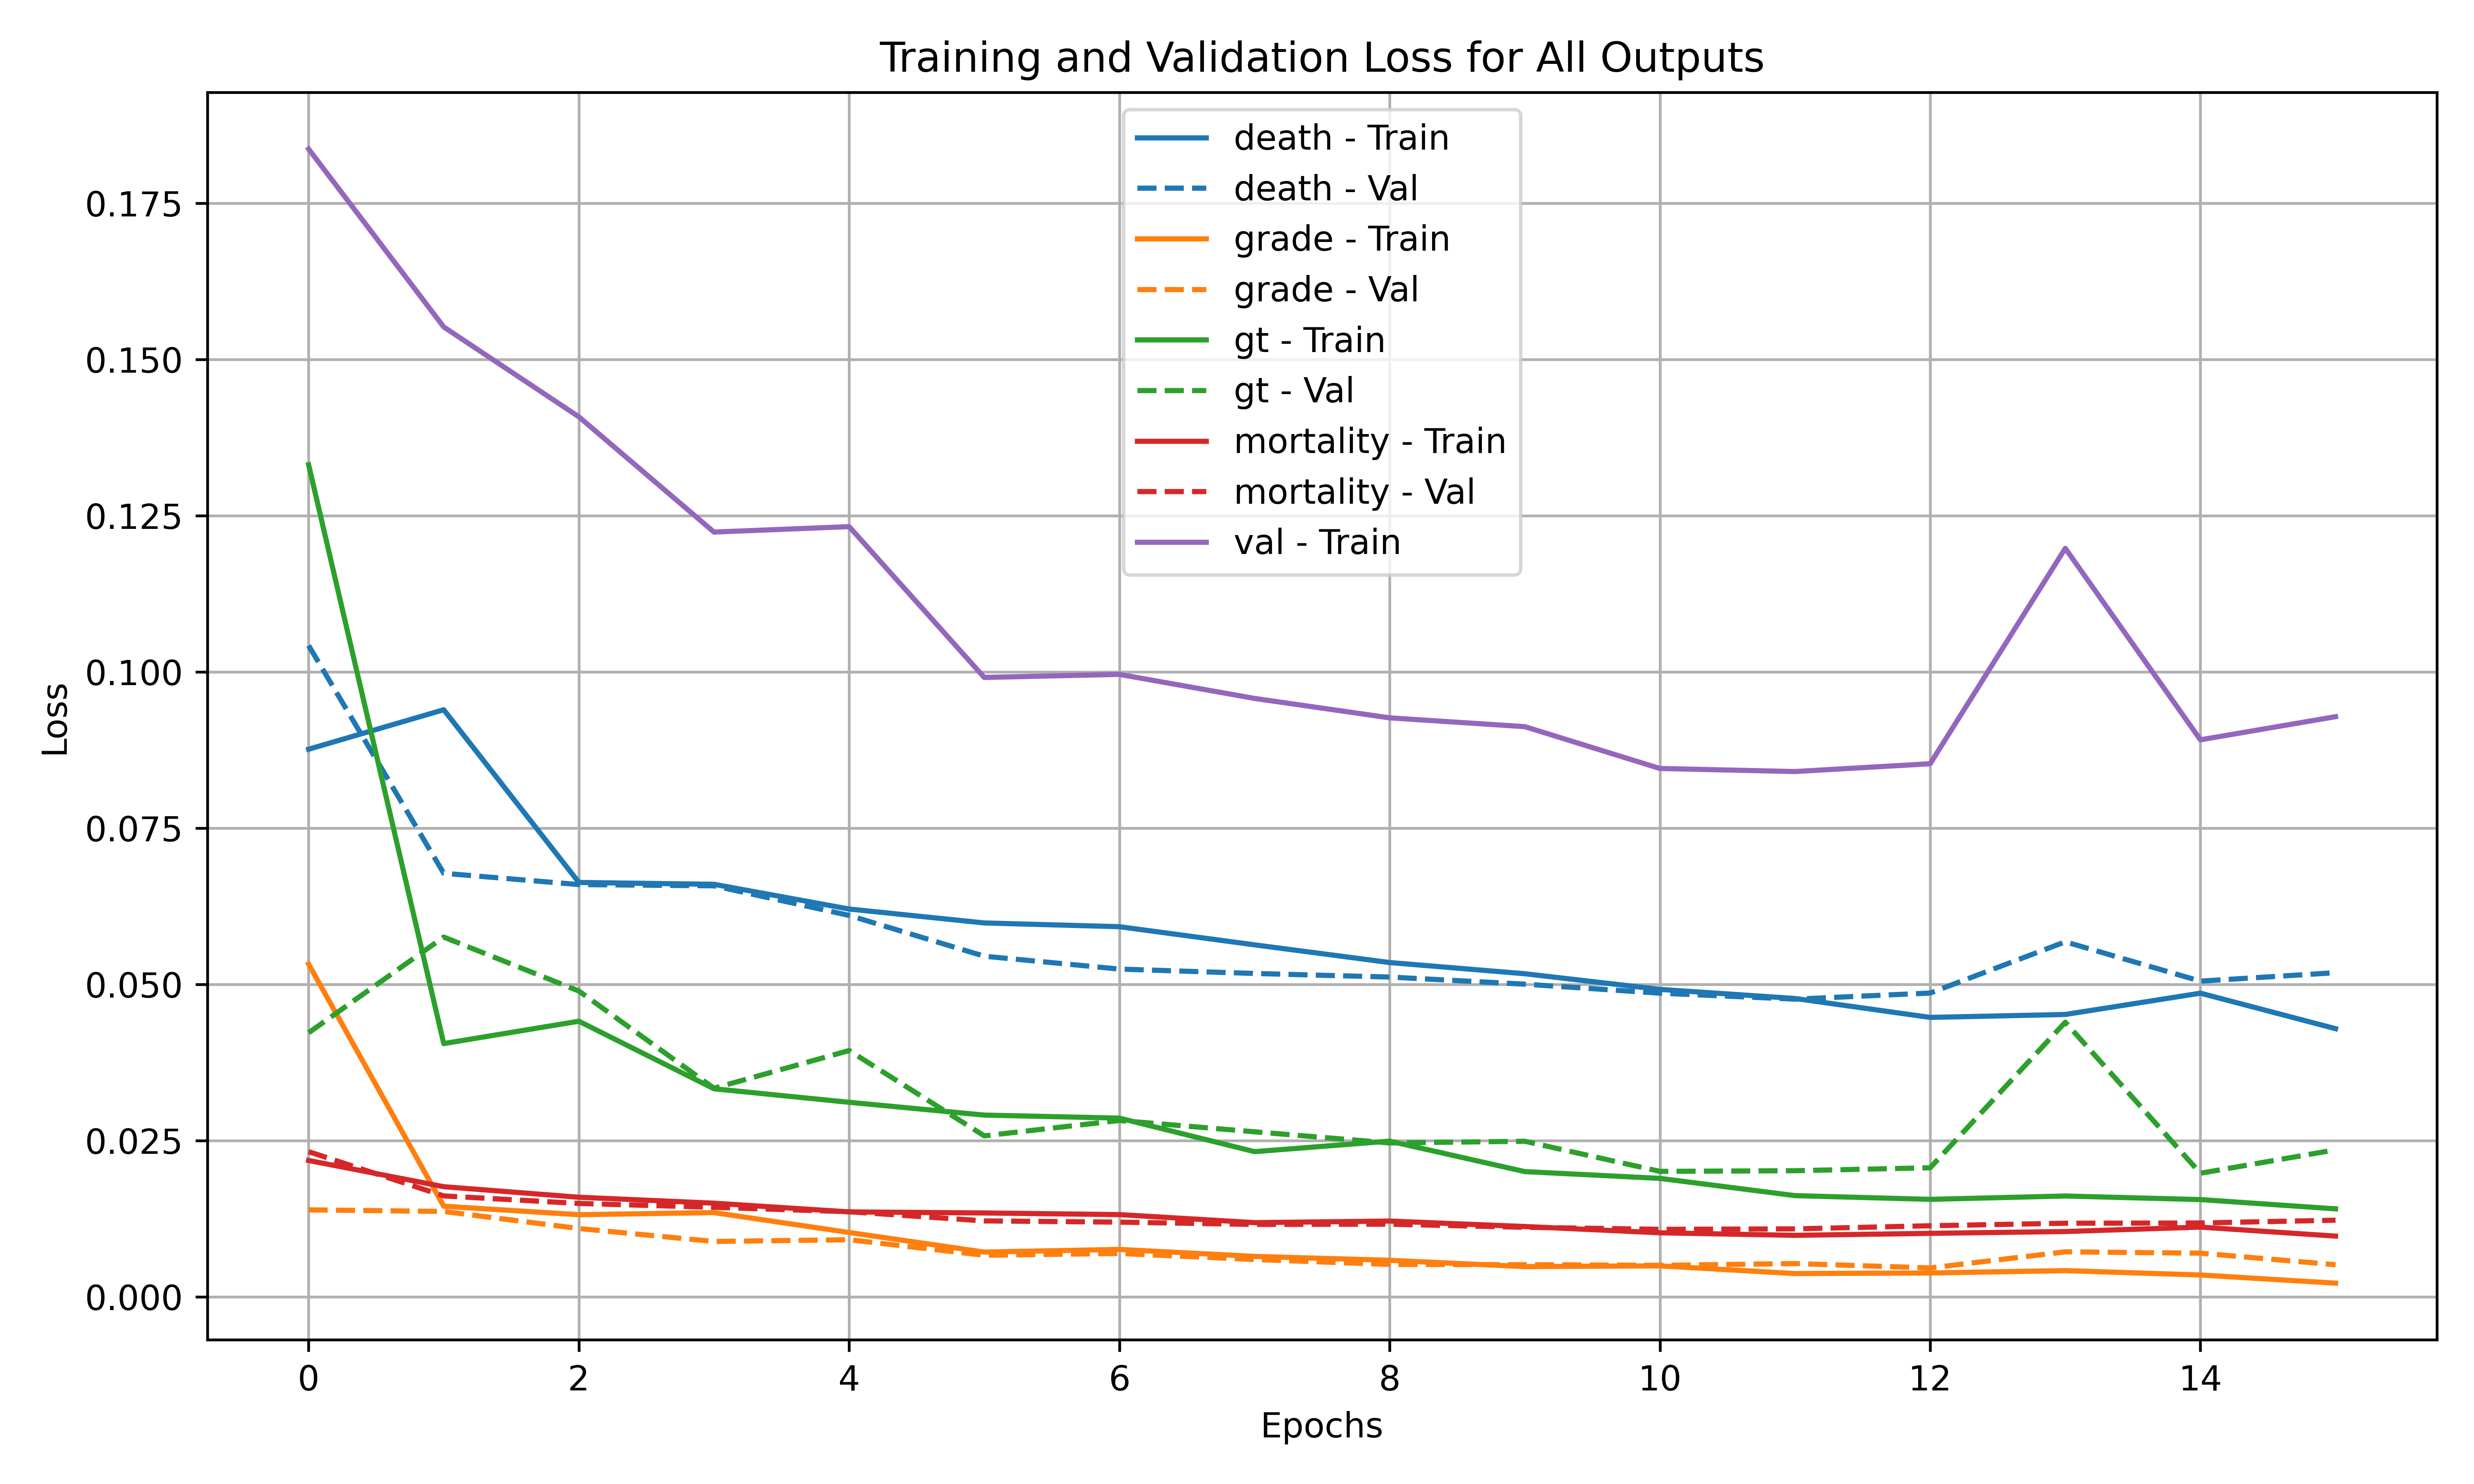 Training and Validation Loss for All Outputs
death - Train
death - Val
grade - Train
grade - Val
gt - Train
gt - Val
mortality - Train
mortality - Val
val - Train
Loss
0.175
0.150
0.125
0.100
0.075
0.050
0.025
0.000
0 2 4 6 8 10 12 14
Epochs